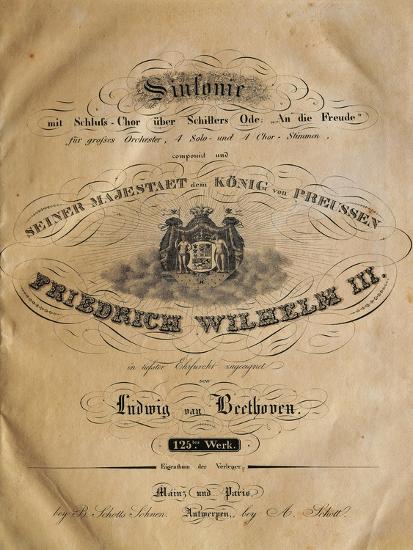 Sinfonie
mit Schluss-Chor über Schillers Ode: „An die Freude"
für grosses Orchester, 4 Solo- und 4 Chor-Stimmen,
componirt und
SEINER MAJESTAET dem KÖNIG von PREUSSEN
FRIEDRICH WILHELM III.
in tiefster Ehrfurcht zugeeignet
von
Ludwig van Beethoven.
125tes Werk.
Eigenthum der Verleger.
Mainz und Paris,
bey B. Schotts Söhnen. Antwerpen, bey A. Schott.